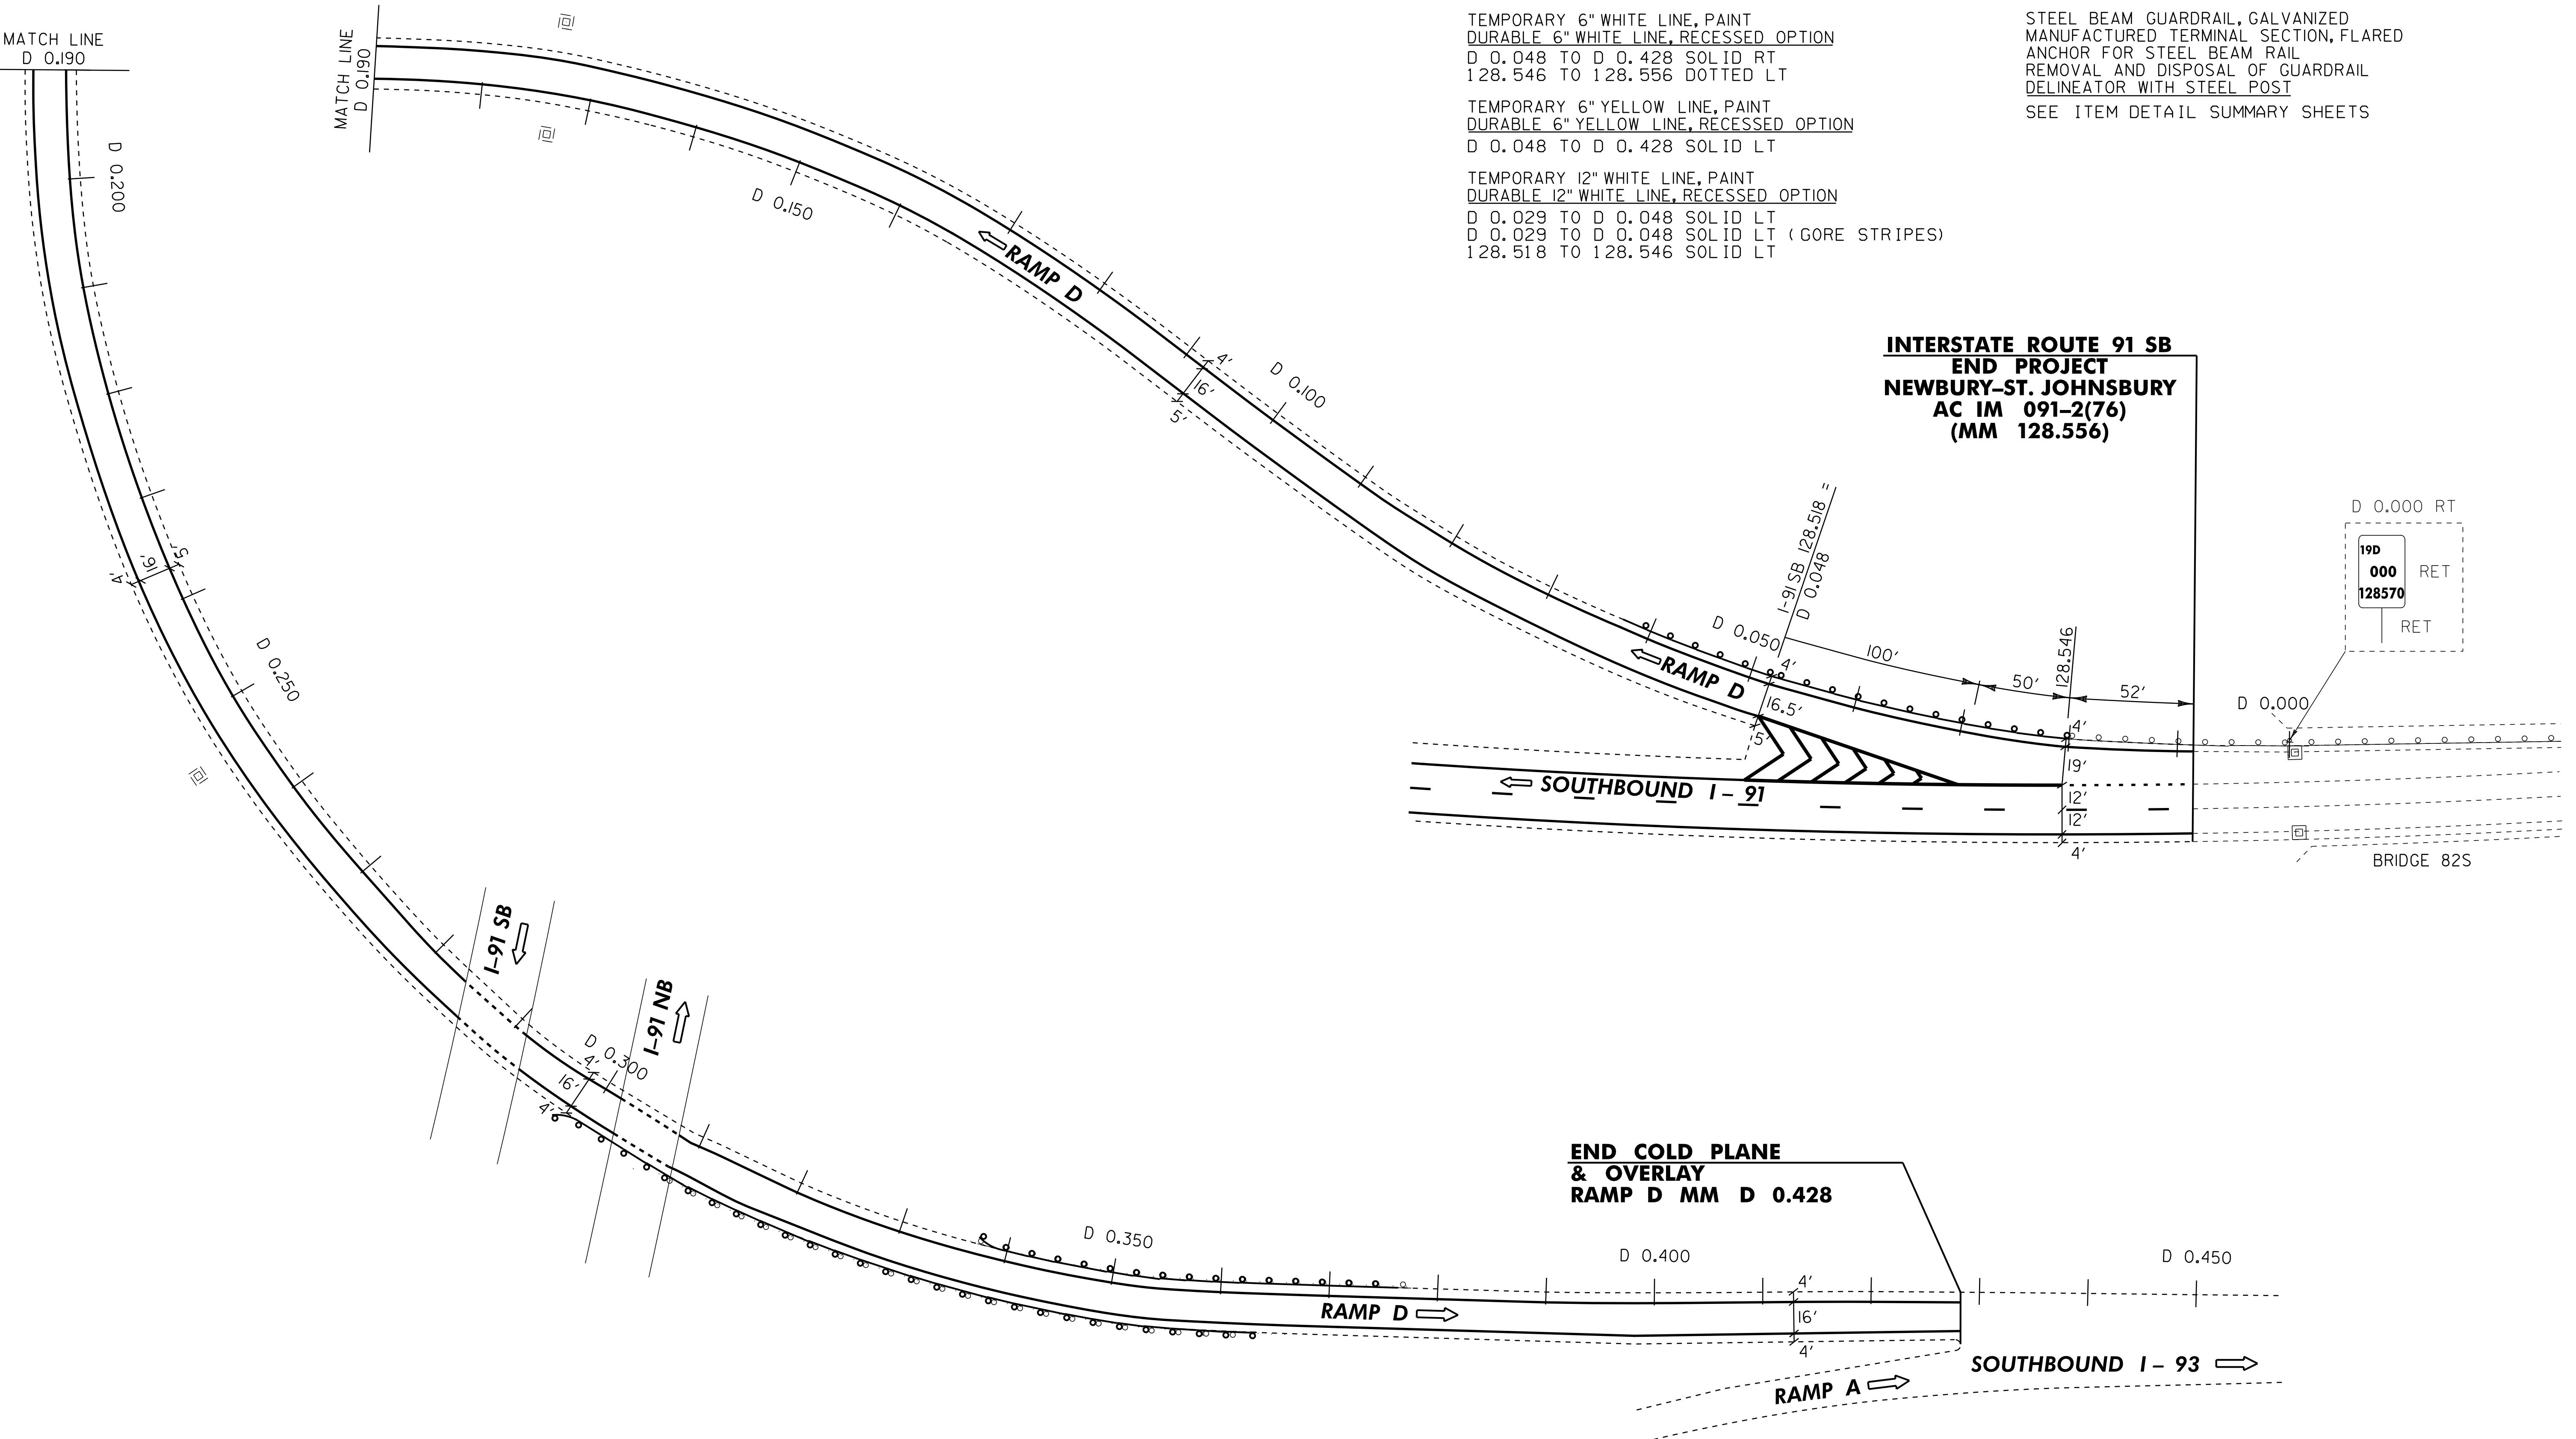 MATCH LINE
D 0.190
MATCH LINE
D 0.190
TEMPORARY 6" WHITE LINE, PAINT
DURABLE 6" WHITE LINE, RECESSED OPTION
D 0.048 TO D 0.428 SOLID RT
128.546 TO 128.556 DOTTED LT
TEMPORARY 6" YELLOW LINE, PAINT
DURABLE 6" YELLOW LINE, RECESSED OPTION
D 0.048 TO D 0.428 SOLID LT
TEMPORARY 12" WHITE LINE, PAINT
DURABLE 12" WHITE LINE, RECESSED OPTION
D 0.029 TO D 0.048 SOLID LT
D 0.029 TO D 0.048 SOLID LT (GORE STRIPES)
128.518 TO 128.546 SOLID LT
STEEL BEAM GUARDRAIL, GALVANIZED
MANUFACTURED TERMINAL SECTION, FLARED
ANCHOR FOR STEEL BEAM RAIL
REMOVAL AND DISPOSAL OF GUARDRAIL
DELINEATOR WITH STEEL POST
SEE ITEM DETAIL SUMMARY SHEETS
D 0.200
D 0.150
RAMP D
4'
16'
5'
D 0.100
INTERSTATE ROUTE 91 SB
END PROJECT
NEWBURY-ST. JOHNSBURY
AC IM 091-2(76)
(MM 128.556)
I-91 SB 128.518 =
D 0.048
D 0.050
4'
RAMP D
16.5'
5'
100'
50'
128.546
52'
D 0.000 RT
19D
000
128570
RET
RET
D 0.000
4'
19'
12'
12'
4'
SOUTHBOUND I-91
BRIDGE 82S
5'
16'
4'
D 0.250
I-91 SB
I-91 NB
D 0.300
4'
16'
4'
D 0.350
RAMP D
END COLD PLANE
& OVERLAY
RAMP D MM D 0.428
D 0.400
D 0.450
4'
16'
4'
SOUTHBOUND I-93
RAMP A